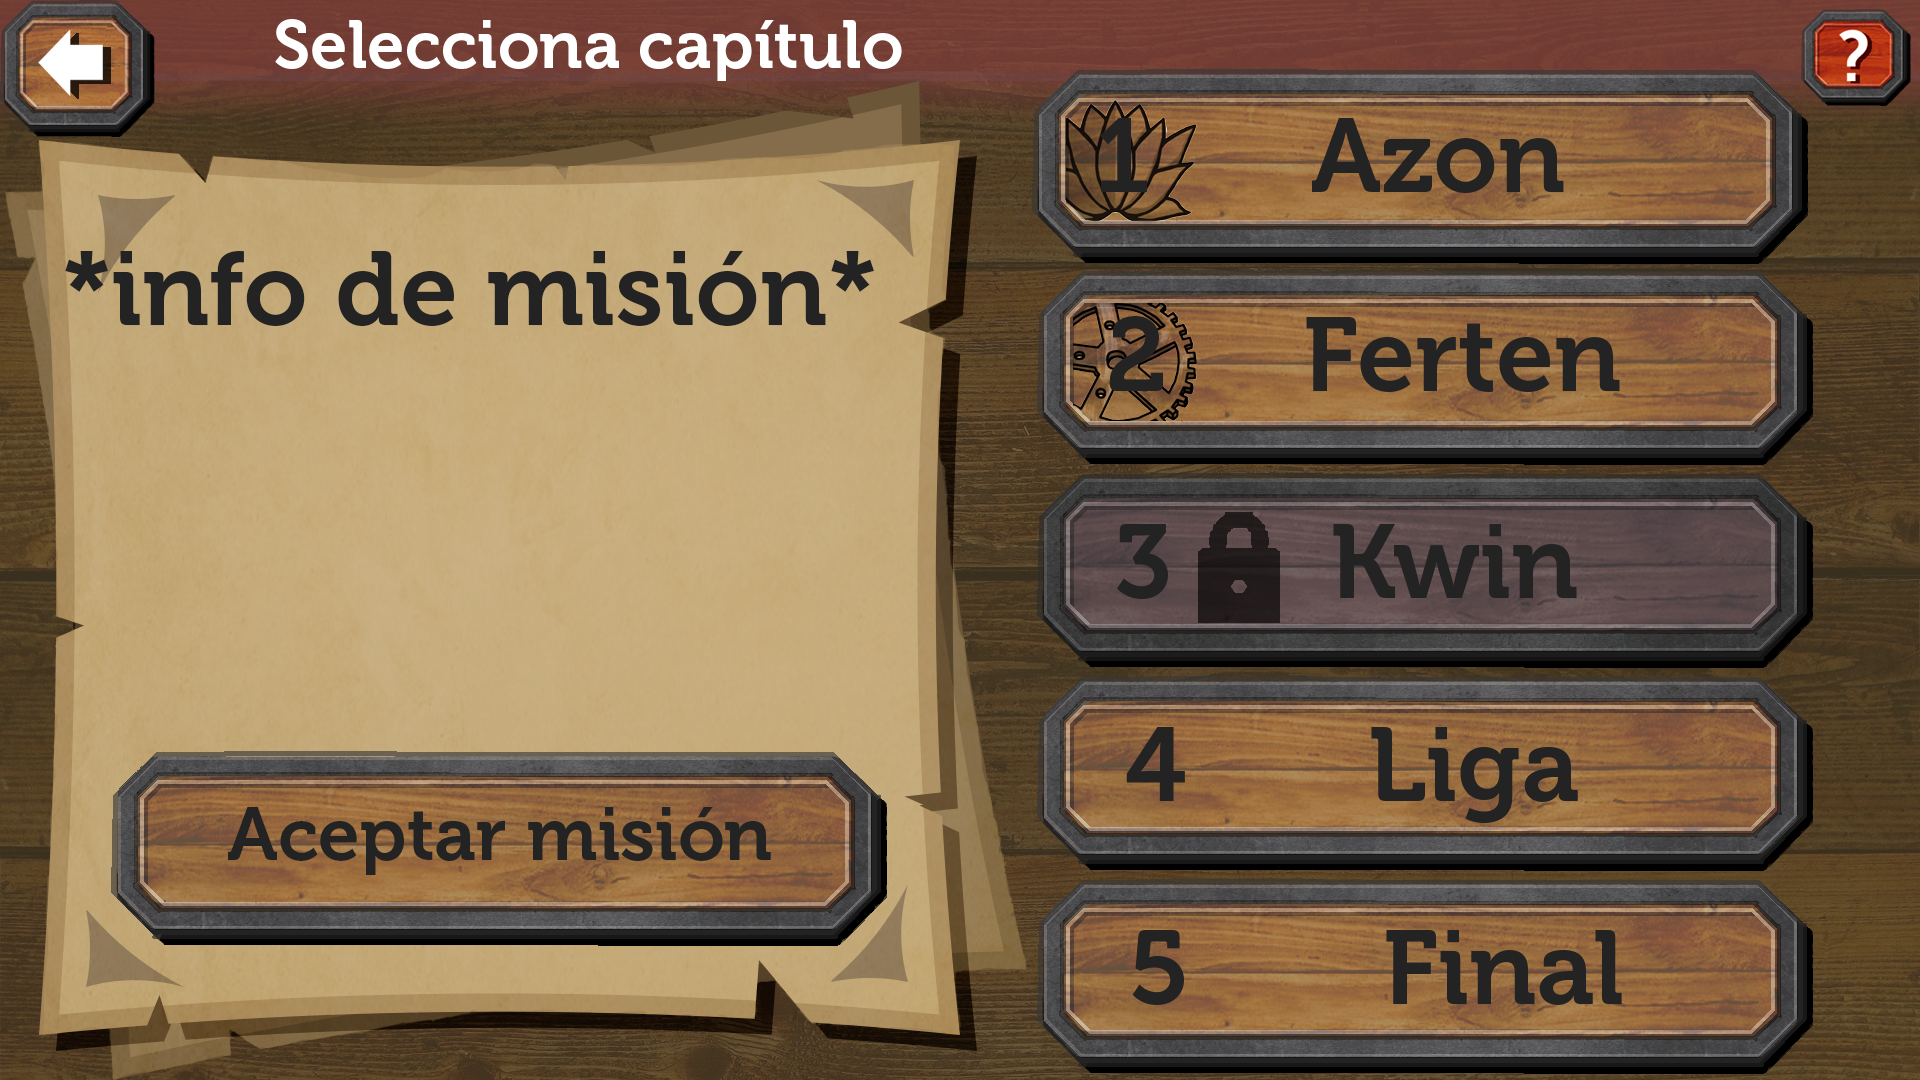 Selecciona capítulo
?
*info de misión*
Aceptar misión
1 Azon
2 Ferten
3 Kwin
4 Liga
5 Final